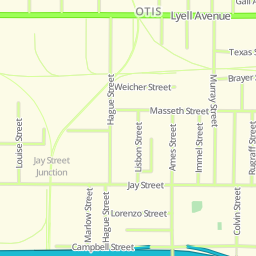 OTIS
Gall A
Lyell Avenue
Texas S
Brayer S
Weicher Street
Hague Street
Murray Street
Masseth Street
Louise Street
Lisbon Street
Ames Street
Immel Street
Rugraff Street
Jay Street
Junction
Jay Street
Marlow Street
Hague Street
Lorenzo Street
Colvin Street
Campbell Street